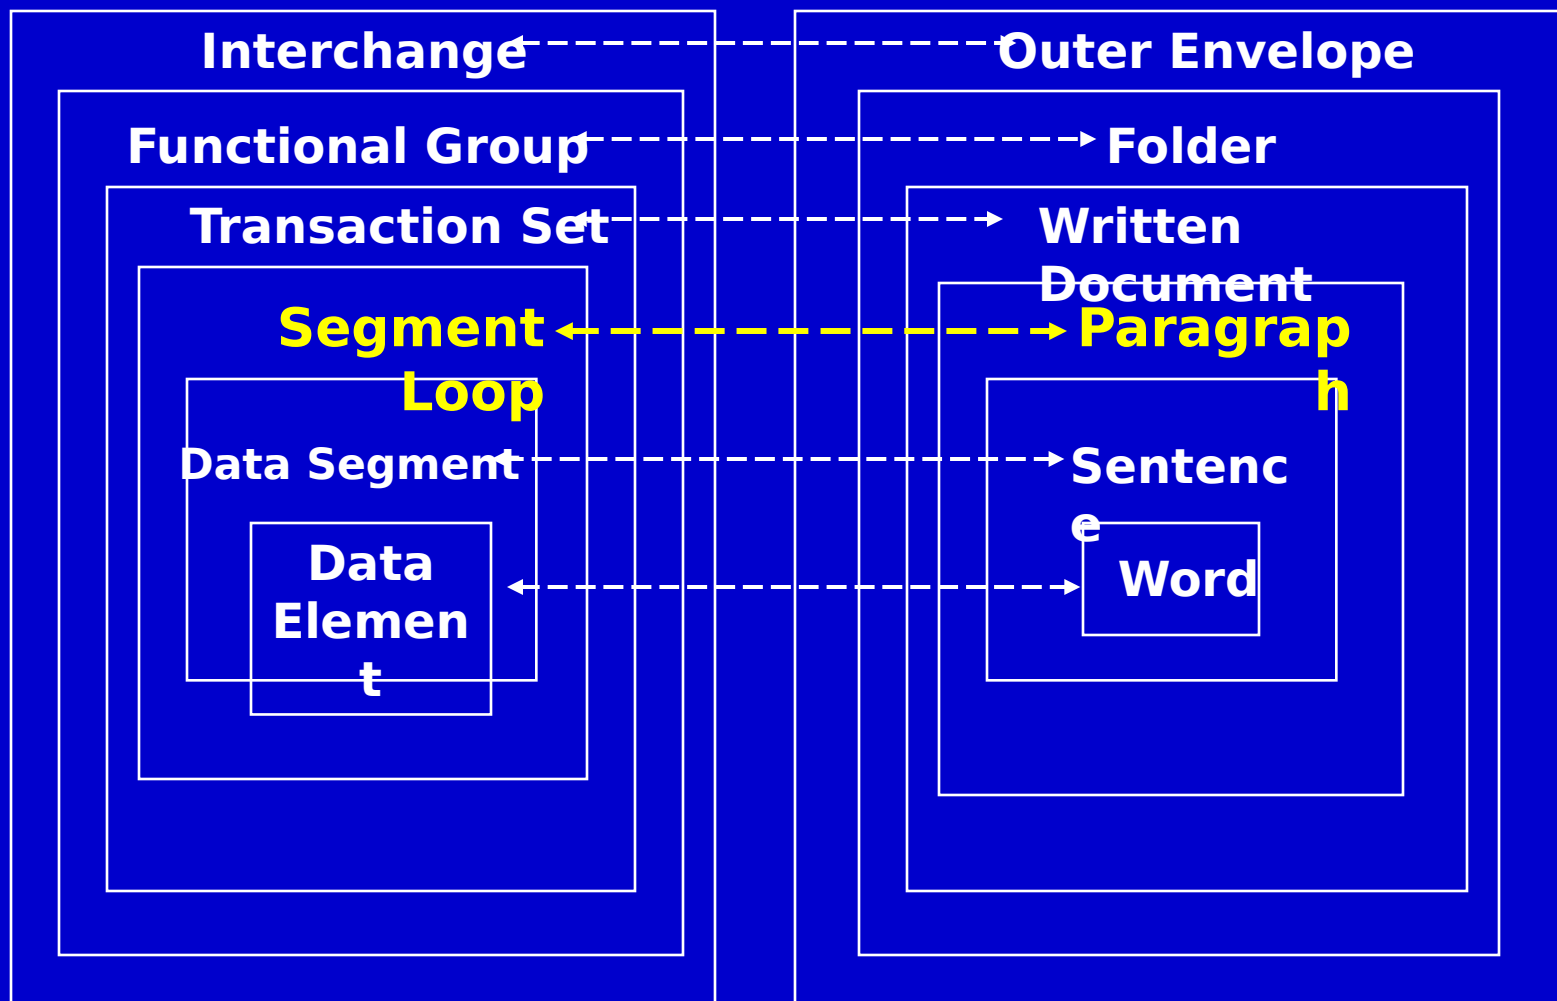 Interchange
Outer Envelope
Functional Group
Folder
Transaction Set
Written
Document
Segment
Loop
Paragrap
h
Data Segment
Sentenc
e
Data
Elemen
t
Word